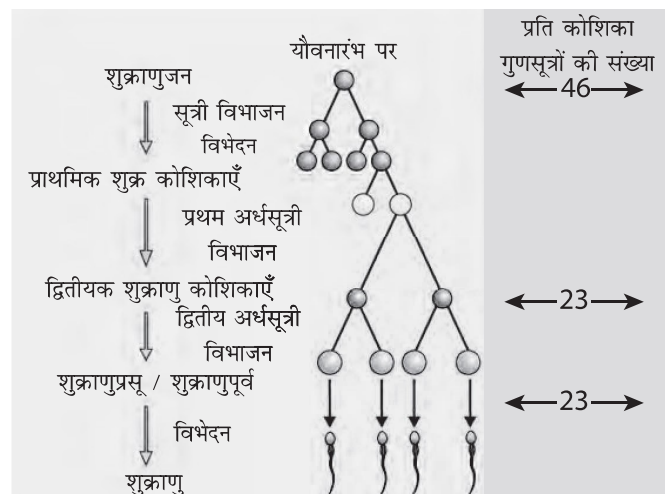 प्रति कोशिका
गुणसूत्रों की संख्या
यौवनारंभ पर
शुक्राणुजन
46
सूत्री विभाजन
विभेदन
प्राथमिक शुक्र कोशिकाएँ
प्रथम अर्धसूत्री
विभाजन
द्वितीयक शुक्राणु कोशिकाएँ
23
द्वितीय अर्धसूत्री
विभाजन
शुक्राणुप्रसू / शुक्राणुपूर्व
23
विभेदन
शुक्राणु